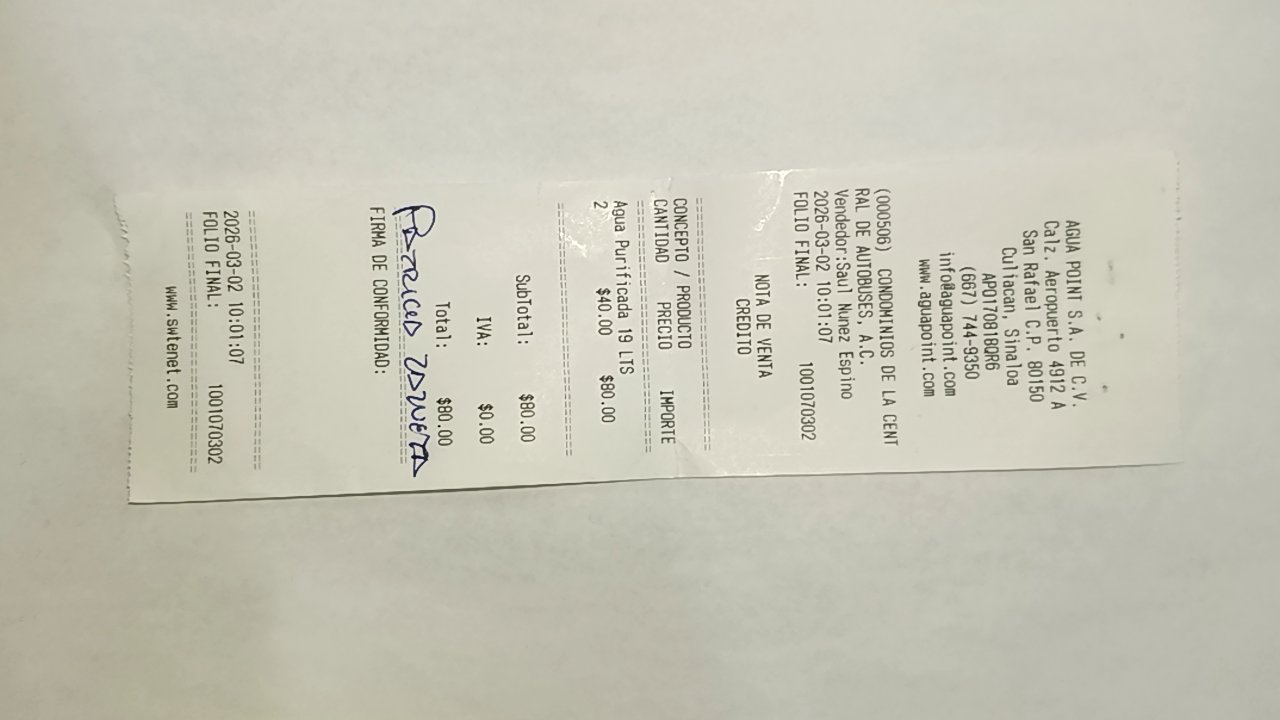 AGUA POINT S.A. DE C.V.
Calz. Aeropuerto 4912 A
San Rafael C.P. 80150
Culiacan, Sinaloa
APO170818QR6
(667) 744-9350
info@aguapoint.com
www.aguapoint.com
(000506) CONDOMINIOS DE LA CENT
RAL DE AUTOBUSES, A.C.
Vendedor:Saul Nunez Espino
2026-03-02 10:01:07
FOLIO FINAL: 1001070302
NOTA DE VENTA
CREDITO
================================
CONCEPTO / PRODUCTO
CANTIDAD PRECIO IMPORTE
================================
Agua Purificada 19 LTS
2 $40.00 $80.00
================================
SubTotal: $80.00
IVA: $0.00
Total: $80.00
================================
FIRMA DE CONFORMIDAD:
================================
2026-03-02 10:01:07
FOLIO FINAL: 1001070302
================================
www.swtenet.com